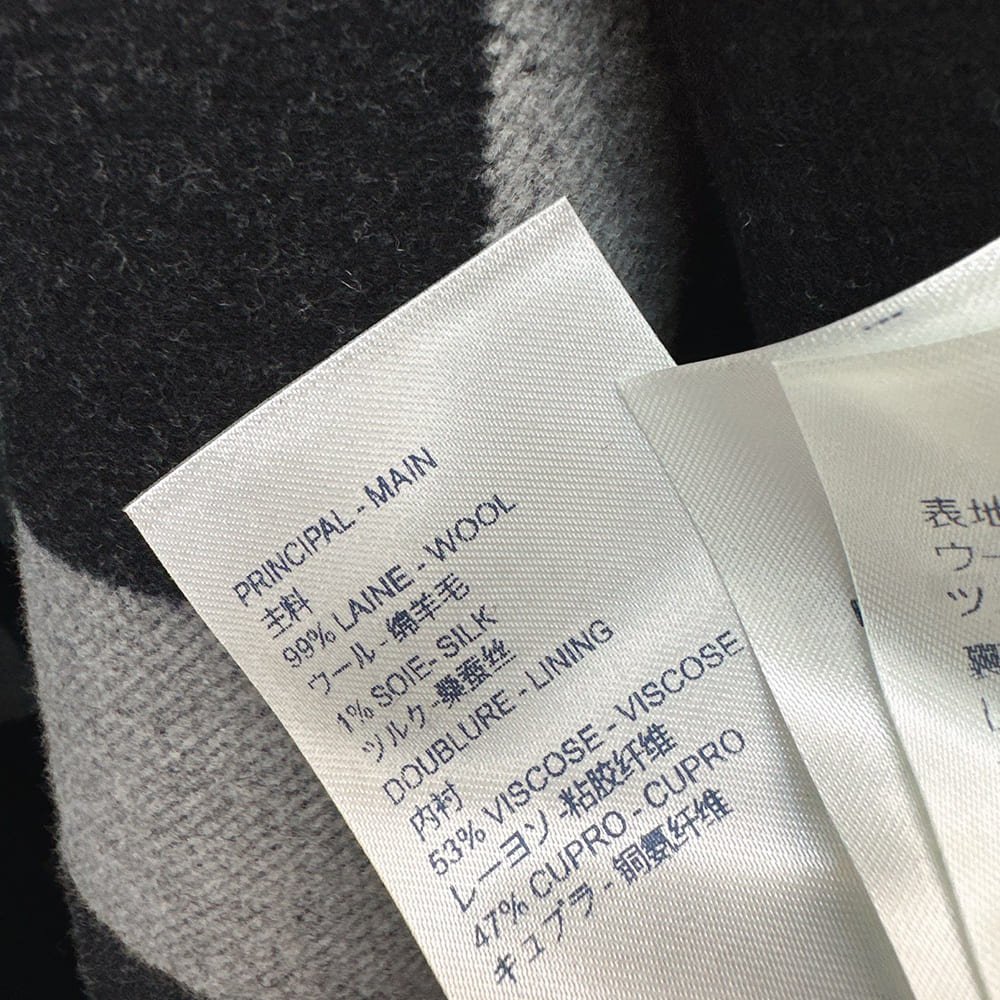 PRINCIPAL - MAIN
主料
99% LAINE - WOOL
ウール - 绵羊毛
1% SOIE- SILK
ツルク - 桑蚕丝
DOUBLURE - LINING
内衬
53% VISCOSE - VISCOSE
レーヨン -粘胶纤维
47% CUPRO - CUPRO
キュプラ - 铜氨纤维
表地
ウー
ツ